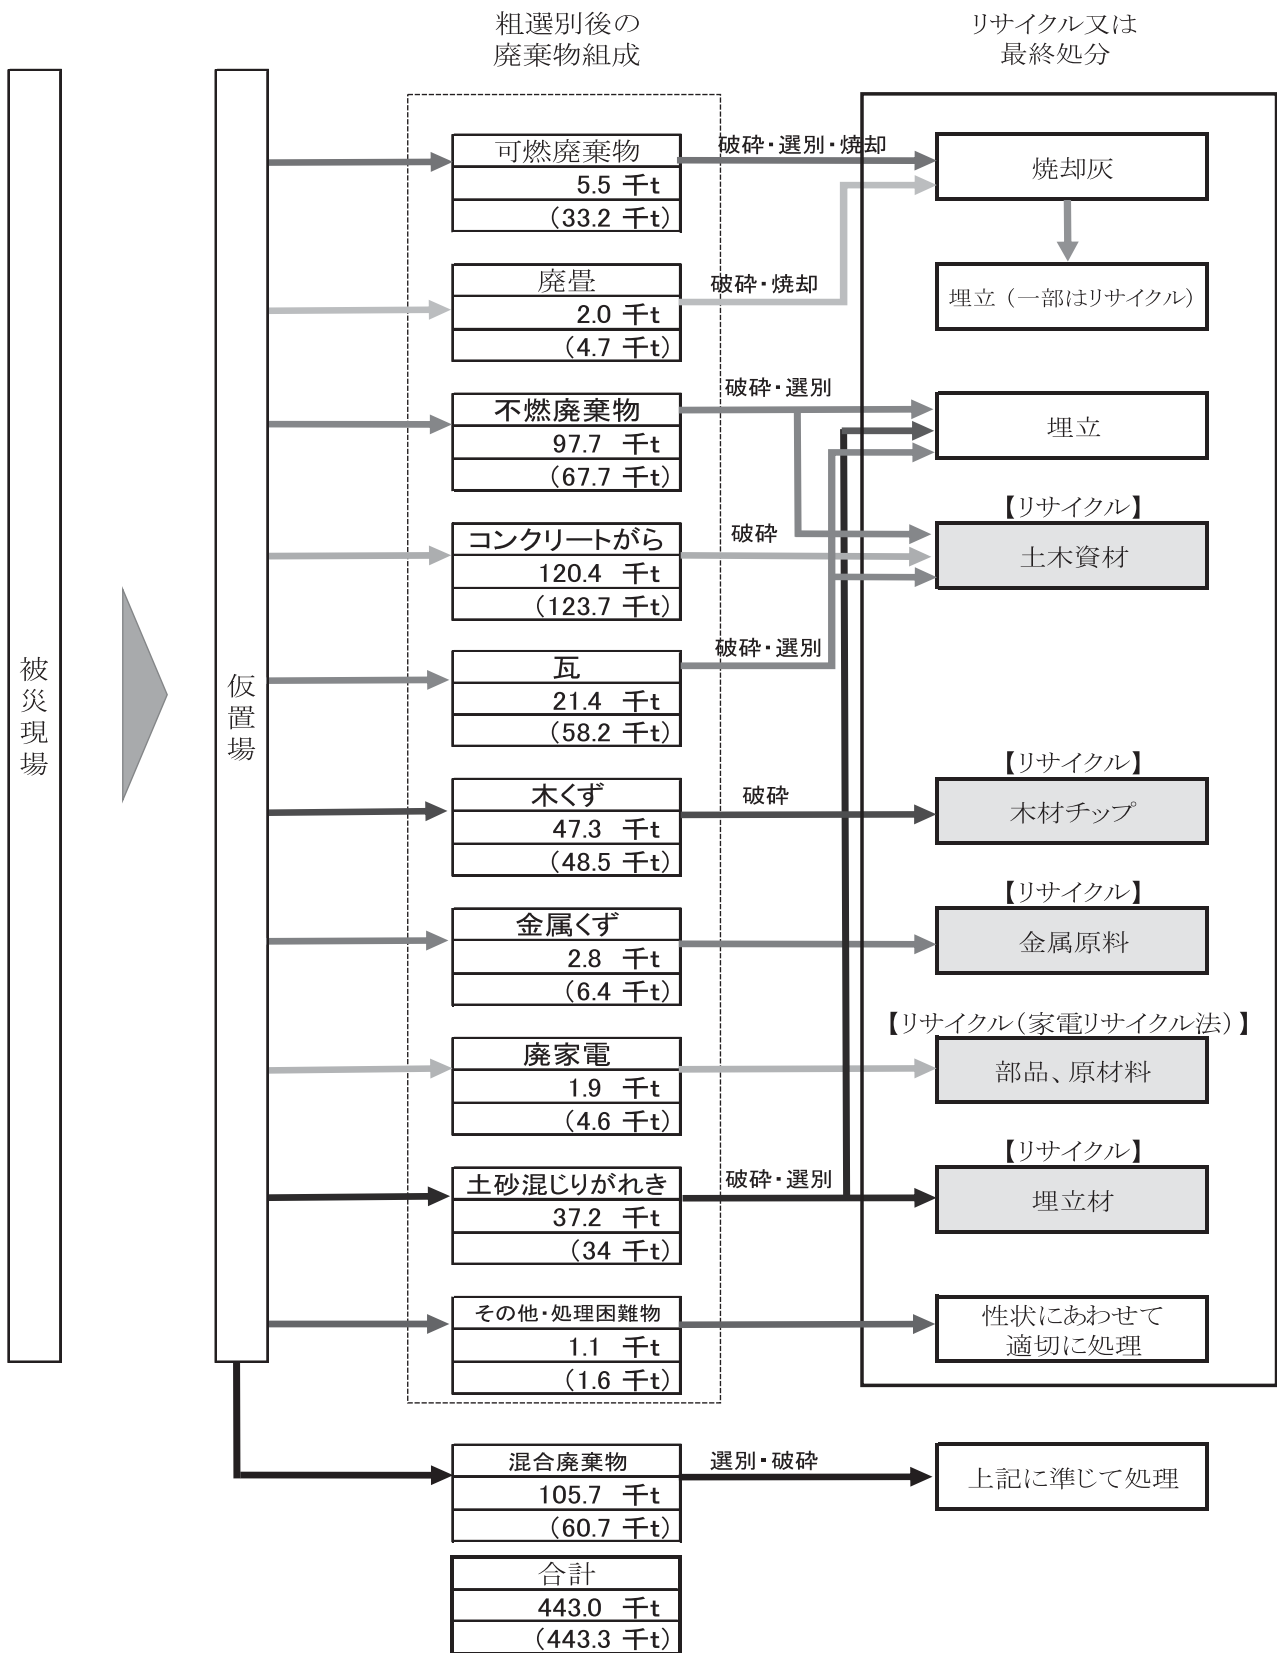 粗選別後の
廃棄物組成
リサイクル又は
最終処分
被災現場
仮置場
可燃廃棄物
5.5 千t
(33.2 千t)
破砕・選別・焼却
焼却灰
廃畳
2.0 千t
(4.7 千t)
破砕・焼却
埋立（一部はリサイクル）
不燃廃棄物
97.7 千t
(67.7 千t)
破砕・選別
埋立
コンクリートがら
120.4 千t
(123.7 千t)
破砕
【リサイクル】
土木資材
瓦
21.4 千t
(58.2 千t)
破砕・選別
木くず
47.3 千t
(48.5 千t)
破砕
【リサイクル】
木材チップ
金属くず
2.8 千t
(6.4 千t)
【リサイクル】
金属原料
廃家電
1.9 千t
(4.6 千t)
【リサイクル（家電リサイクル法）】
部品、原材料
土砂混じりがれき
37.2 千t
(34 千t)
破砕・選別
【リサイクル】
埋立材
その他・処理困難物
1.1 千t
(1.6 千t)
性状にあわせて
適切に処理
混合廃棄物
105.7 千t
(60.7 千t)
選別・破砕
上記に準じて処理
合計
443.0 千t
(443.3 千t)